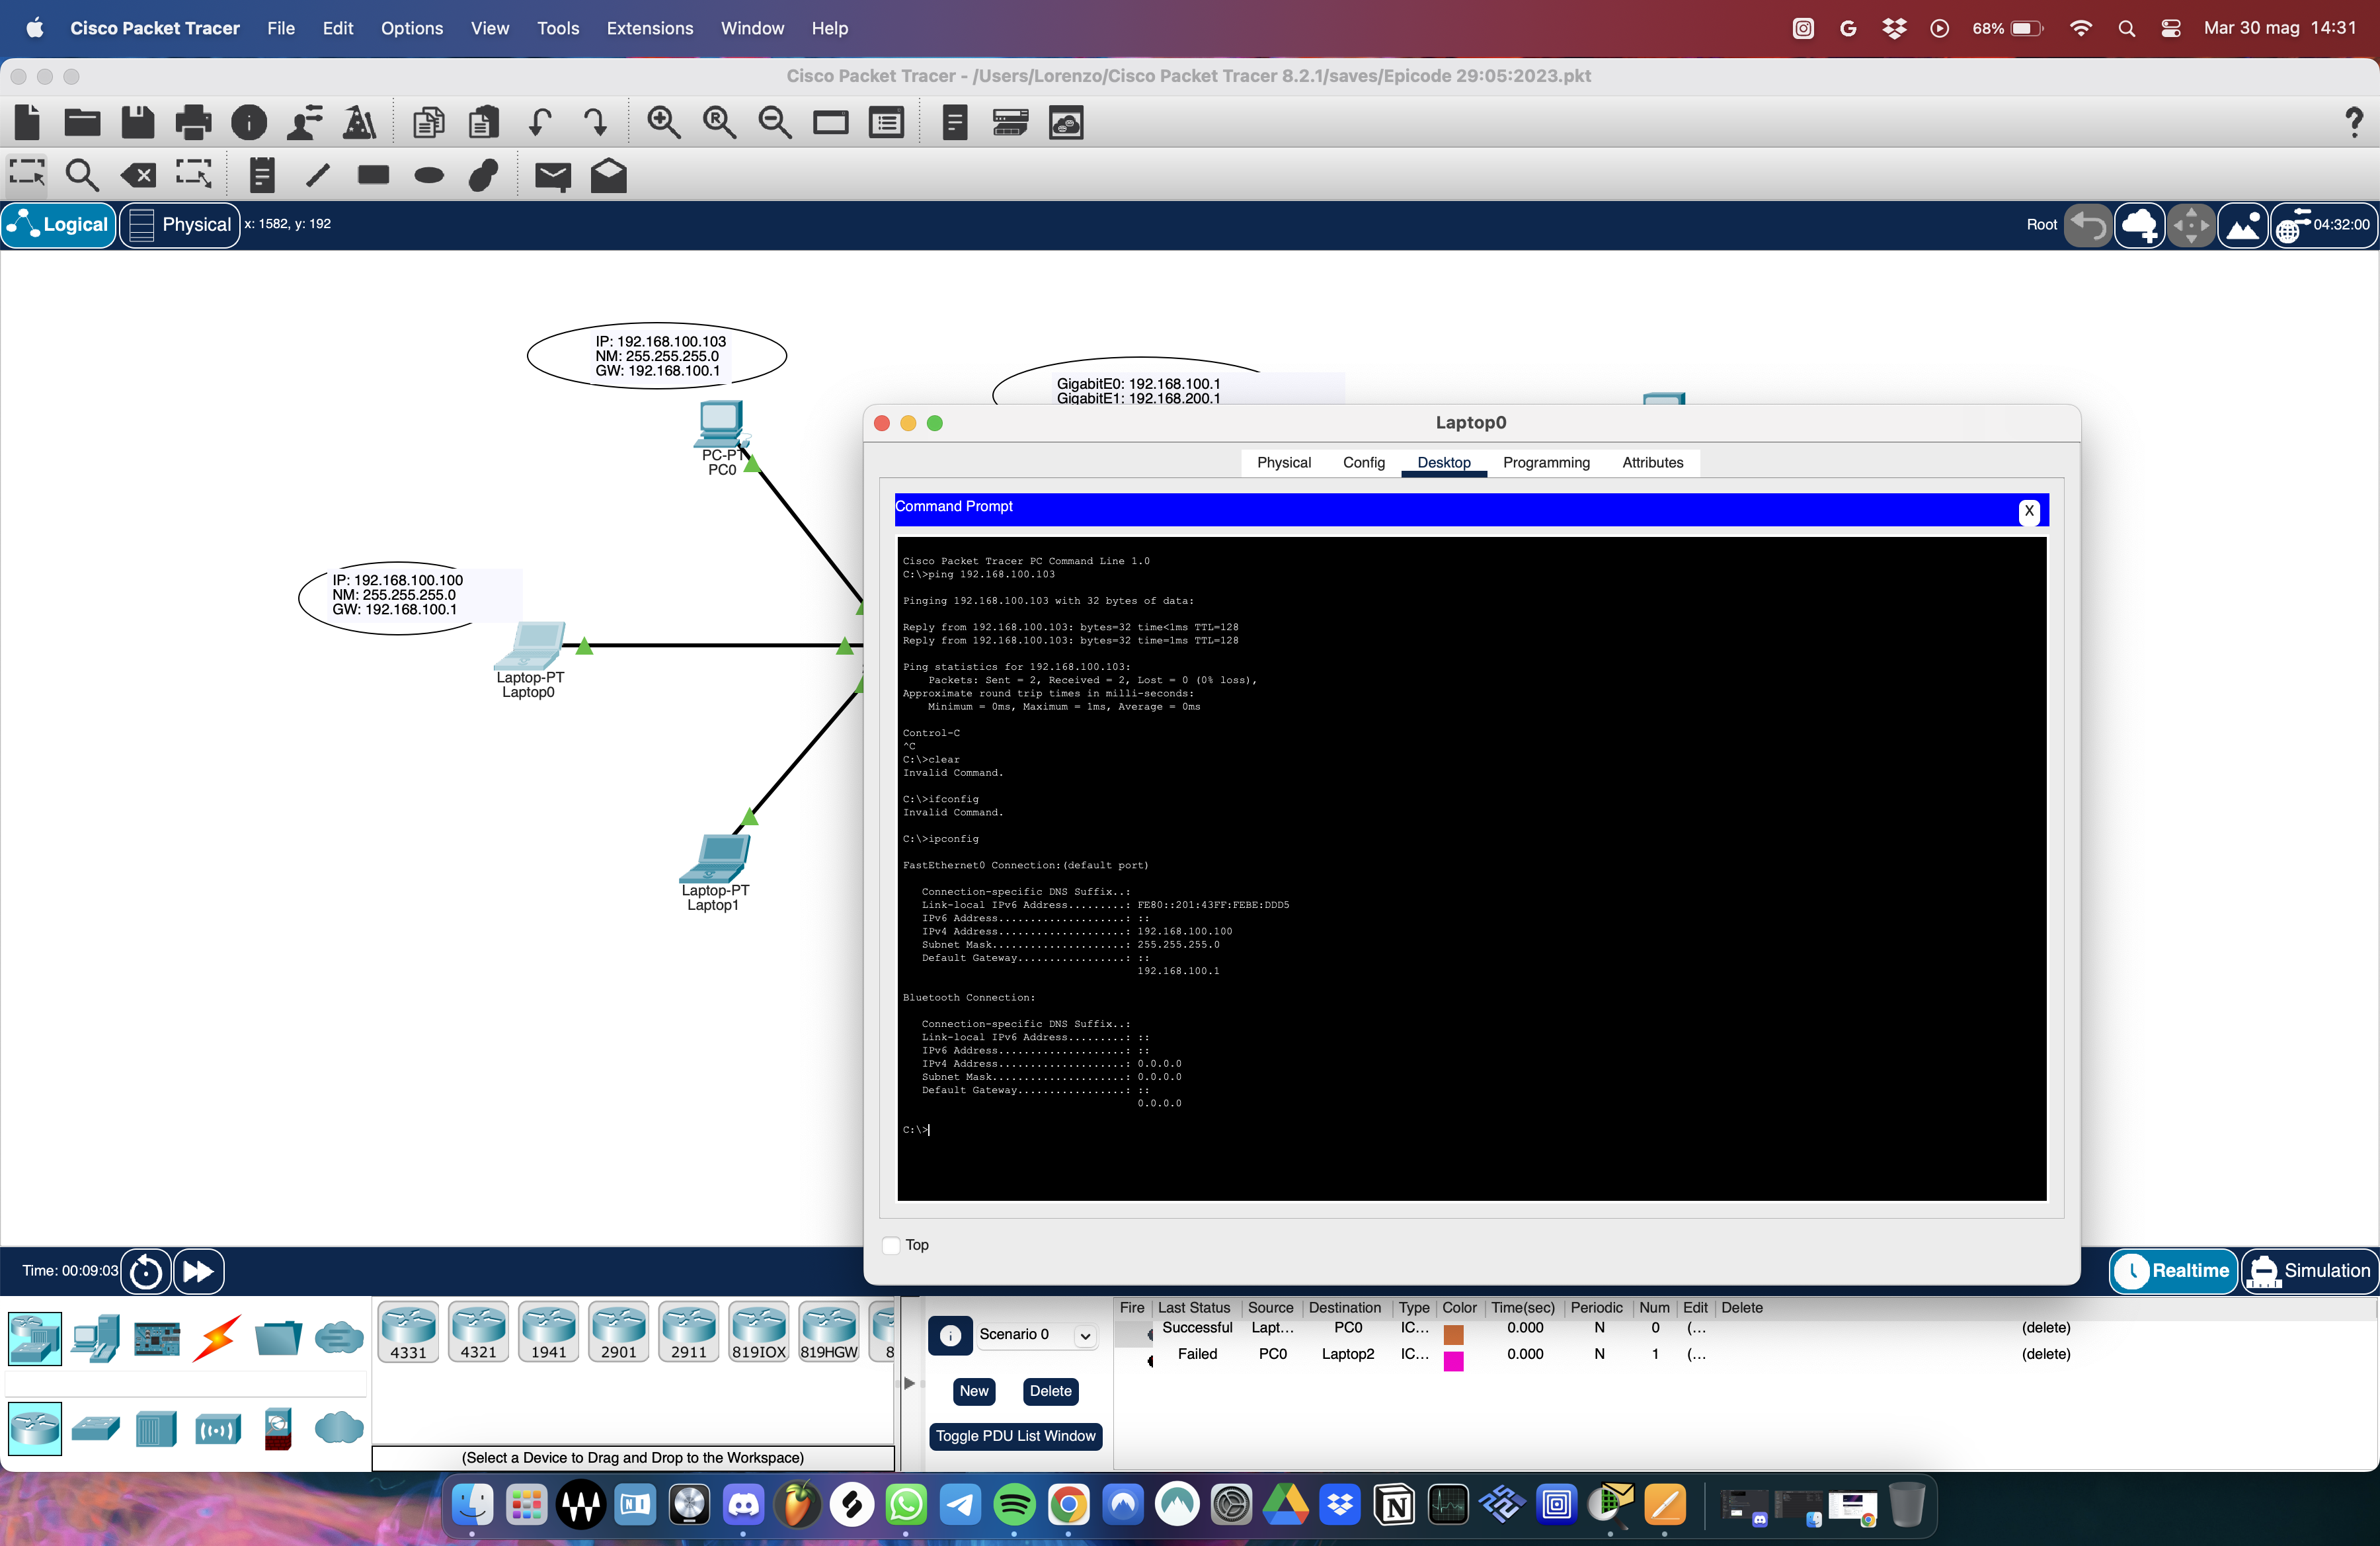 Cisco Packet Tracer File Edit Options View Tools Extensions Window Help
68% Mar 30 mag 14:31
Cisco Packet Tracer - /Users/Lorenzo/Cisco Packet Tracer 8.2.1/saves/Epicode 29:05:2023.pkt
Logical Physical x: 1582, y: 192
Root 04:32:00
IP: 192.168.100.103
NM: 255.255.255.0
GW: 192.168.100.1
GigabitE0: 192.168.100.1
GigabitE1: 192.168.200.1
PC-PT
PC0
IP: 192.168.100.100
NM: 255.255.255.0
GW: 192.168.100.1
Laptop-PT
Laptop0
Laptop-PT
Laptop1
Laptop0
Physical Config Desktop Programming Attributes
Command Prompt
X
Cisco Packet Tracer PC Command Line 1.0
C:\>ping 192.168.100.103
Pinging 192.168.100.103 with 32 bytes of data:
Reply from 192.168.100.103: bytes=32 time<1ms TTL=128
Reply from 192.168.100.103: bytes=32 time=1ms TTL=128
Ping statistics for 192.168.100.103:
Packets: Sent = 2, Received = 2, Lost = 0 (0% loss),
Approximate round trip times in milli-seconds:
Minimum = 0ms, Maximum = 1ms, Average = 0ms
Control-C
^C
C:\>clear
Invalid Command.
C:\>ifconfig
Invalid Command.
C:\>ipconfig
FastEthernet0 Connection:(default port)
Connection-specific DNS Suffix..:
Link-local IPv6 Address.........: FE80::201:43FF:FEBE:DDD5
IPv6 Address....................: ::
IPv4 Address....................: 192.168.100.100
Subnet Mask.....................: 255.255.255.0
Default Gateway.................: ::
192.168.100.1
Bluetooth Connection:
Connection-specific DNS Suffix..:
Link-local IPv6 Address.........: ::
IPv6 Address....................: ::
IPv4 Address....................: 0.0.0.0
Subnet Mask.....................: 0.0.0.0
Default Gateway.................: ::
0.0.0.0
C:\>
Top
Time: 00:09:03
Realtime Simulation
4331 4321 1941 2901 2911 819IOX 819HGW 8
(Select a Device to Drag and Drop to the Workspace)
Scenario 0
New Delete
Toggle PDU List Window
Fire Last Status Source Destination Type Color Time(sec) Periodic Num Edit Delete
Successful Lapt... PC0 IC... 0.000 N 0 (... (delete)
Failed PC0 Laptop2 IC... 0.000 N 1 (... (delete)